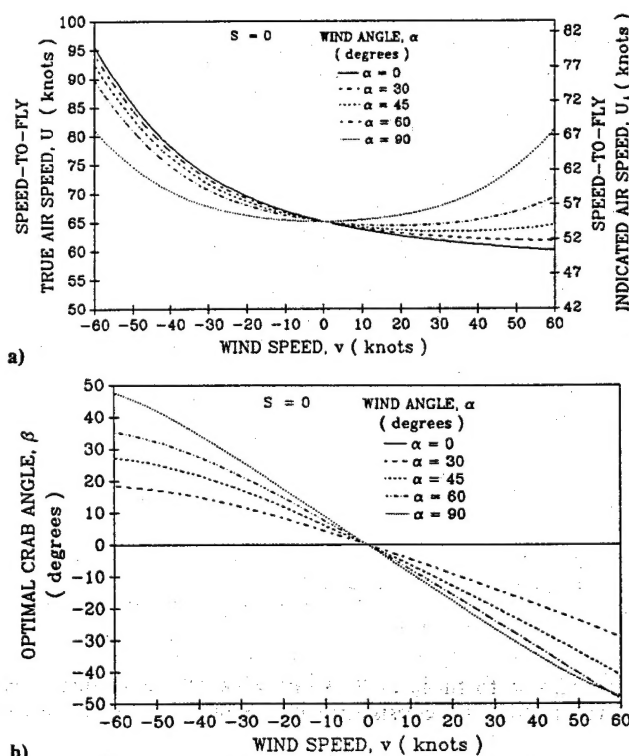 S = 0 WIND ANGLE, α
( degrees )
α = 0
α = 30
α = 45
α = 60
α = 90
SPEED-TO-FLY
TRUE AIR SPEED, U ( knots )
100
95
90
85
80
75
70
65
60
55
50
SPEED-TO-FLY
INDICATED AIR SPEED, U ( knots )
82
77
72
67
62
57
52
47
42
-60 -50 -40 -30 -20 -10 0 10 20 30 40 50 60
WIND SPEED, v ( knots )
a)
S = 0 WIND ANGLE, α
( degrees )
α = 0
α = 30
α = 45
α = 60
α = 90
OPTIMAL CRAB ANGLE, β
( degrees )
50
40
30
20
10
0
-10
-20
-30
-40
-50
-60 -50 -40 -30 -20 -10 0 10 20 30 40 50 60
WIND SPEED, v ( knots )
b)